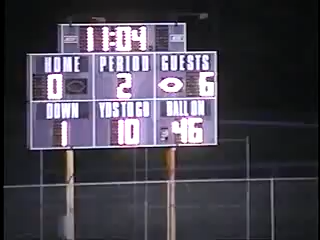 11:04
HOME PERIOD GUESTS
0 2 6
DOWN YDS TO GO BALL ON
1 10 46